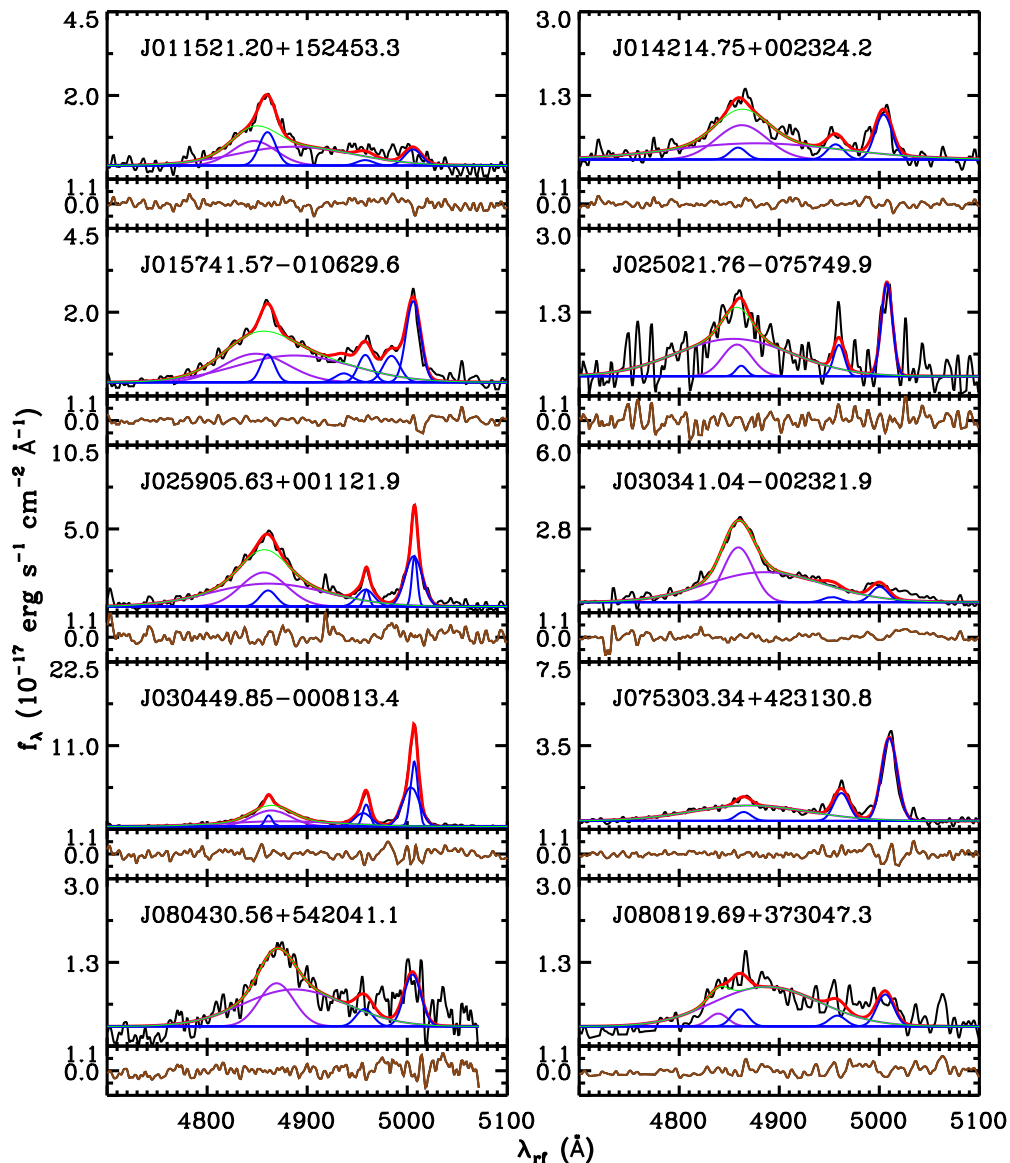 4.5
J011521.20+152453.3
2.0
1.1
0.0
3.0
J014214.75+002324.2
1.3
1.1
0.0
4.5
J015741.57−010629.6
2.0
1.1
0.0
3.0
J025021.76−075749.9
1.3
1.1
0.0
10.5
J025905.63+001121.9
5.0
1.1
0.0
6.0
J030341.04−002321.9
2.8
1.1
0.0
22.5
J030449.85−000813.4
11.0
1.1
0.0
7.5
J075303.34+423130.8
3.5
1.1
0.0
3.0
J080430.56+542041.1
1.3
1.1
0.0
3.0
J080819.69+373047.3
1.3
1.1
0.0
4800 4900 5000 5100
4800 4900 5000 5100
fλ (10−17 erg s−1 cm−2 Å−1)
λrf (Å)